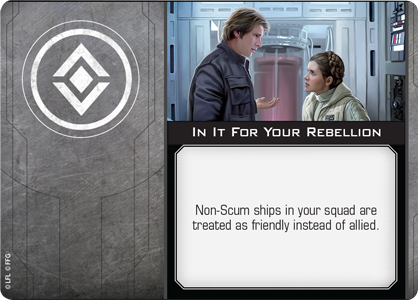 In It For Your Rebellion
Non-Scum ships in your squad are
treated as friendly instead of allied.
©LFL ©FFG